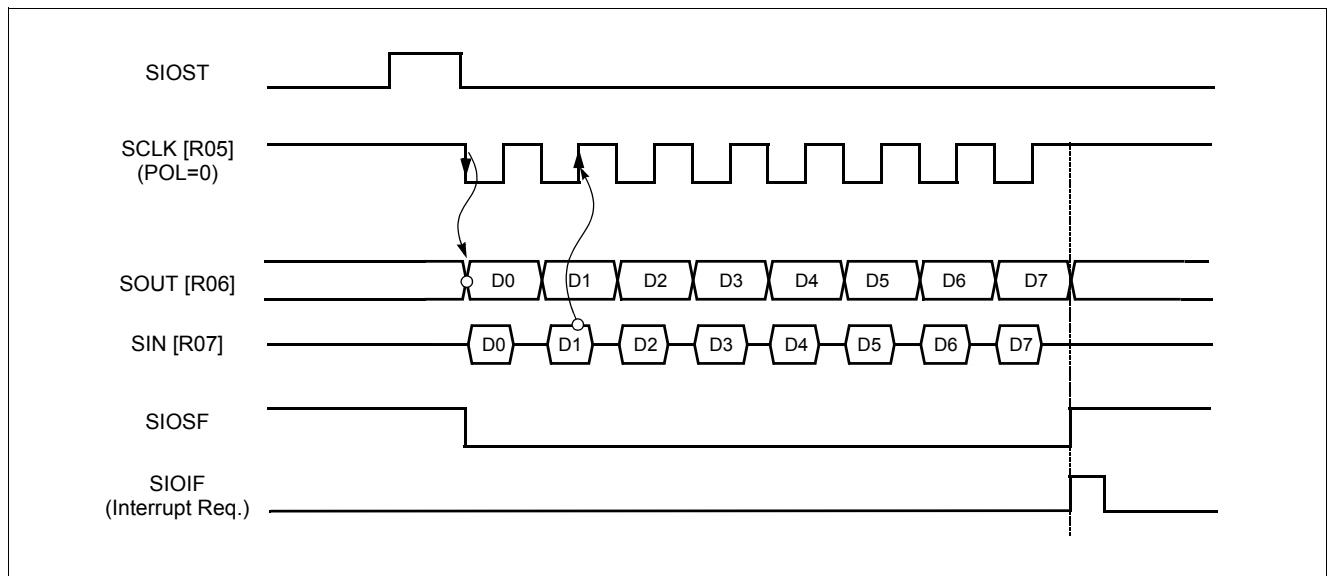 SIOST
SCLK [R05]
(POL=0)
SOUT [R06]
D0 D1 D2 D3 D4 D5 D6 D7
SIN [R07]
D0 D1 D2 D3 D4 D5 D6 D7
SIOSF
SIOIF
(Interrupt Req.)